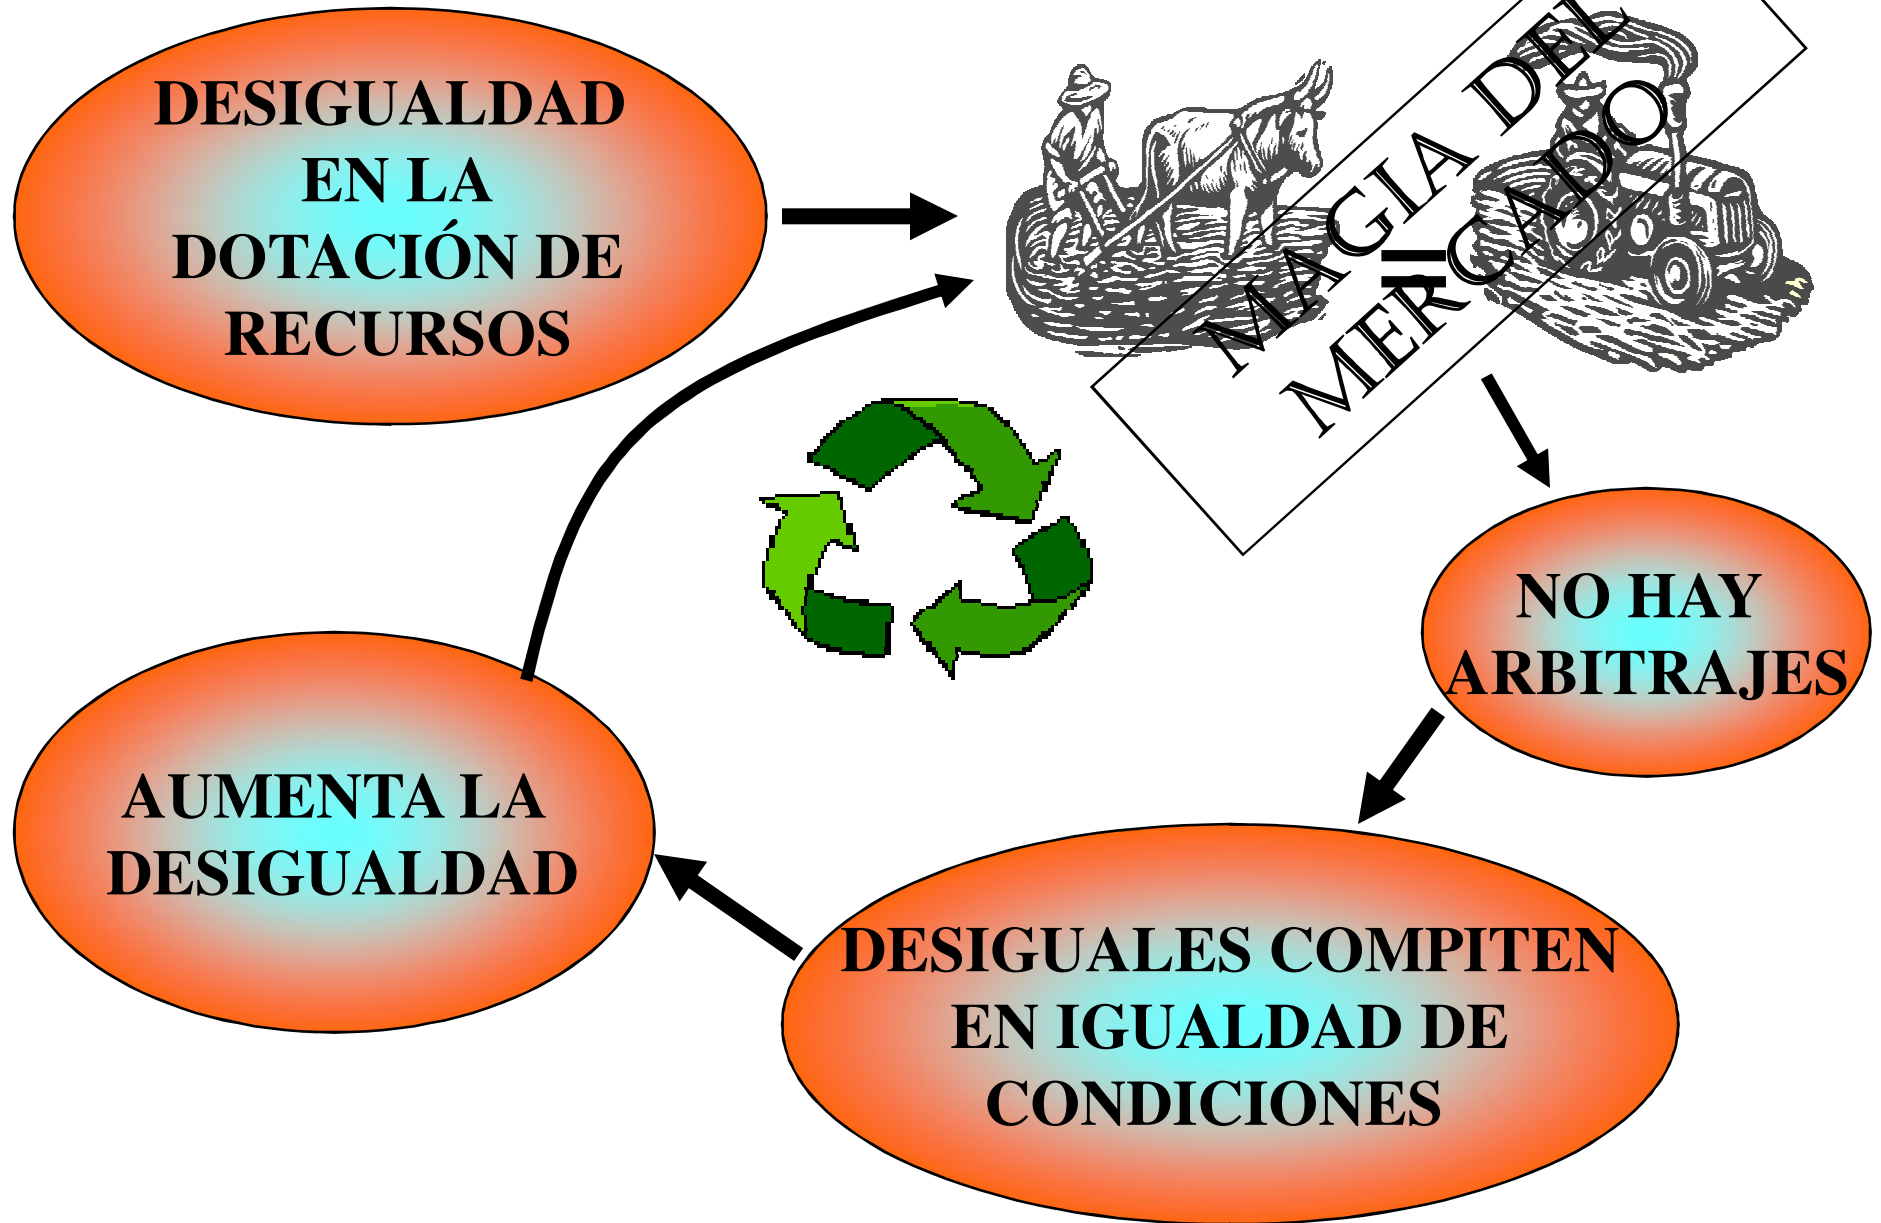 DESIGUALDAD
EN LA
DOTACIÓN DE
RECURSOS
MAGIA DEL
MERCADO
=
NO HAY
ARBITRAJES
DESIGUALES COMPITEN
EN IGUALDAD DE
CONDICIONES
AUMENTA LA
DESIGUALDAD